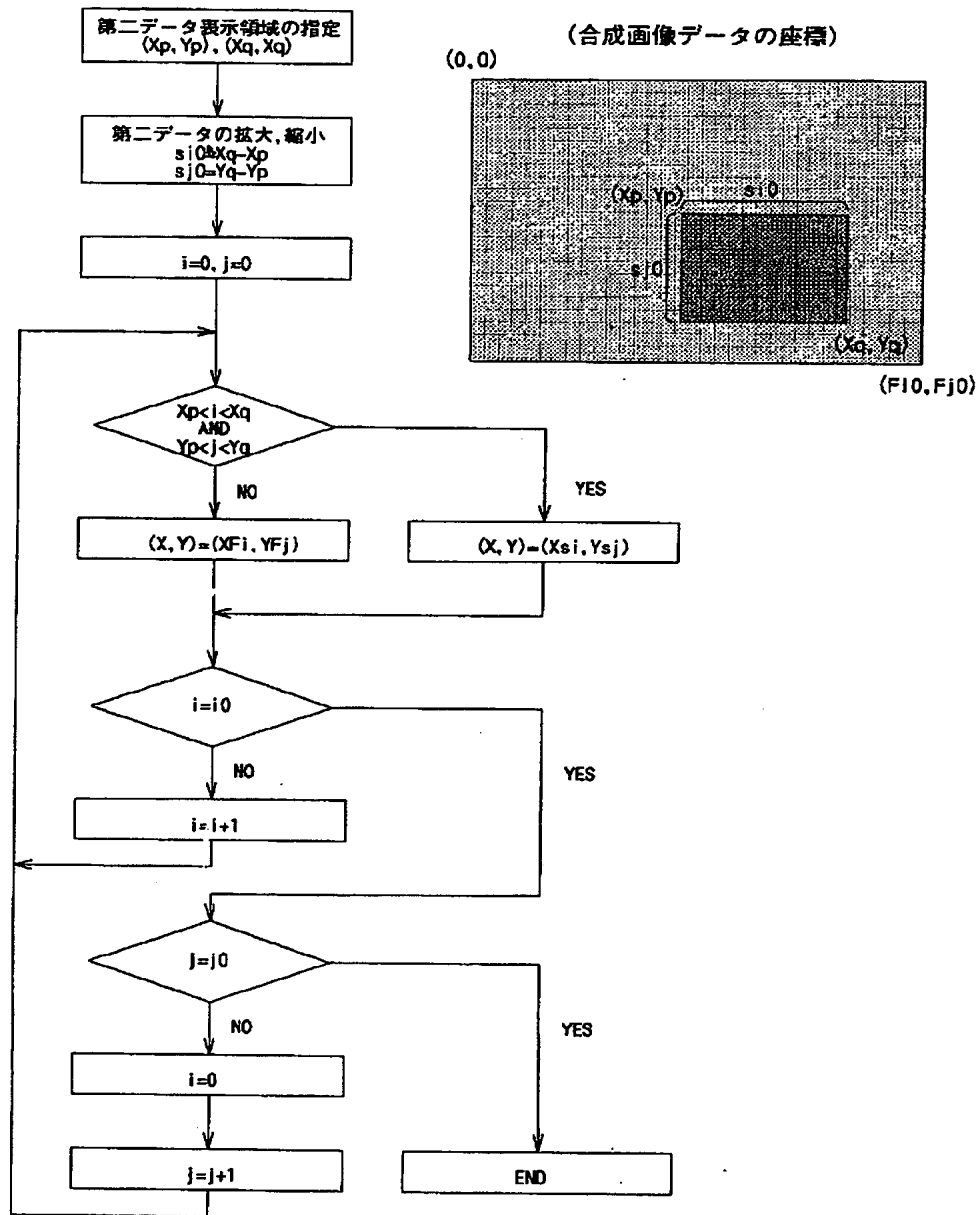 第二データ表示領域の指定
(Xp, Yp), (Xq, Xq)
第二データの拡大,縮小
si0=Xq-Xp
sj0=Yq-Yp
i=0, j=0
Xp<i<Xq
AND
Yp<j<Yq
NO
YES
(X, Y)=(XFi, YFj)
(X, Y)=(Xsi, Ysj)
i=i0
NO
YES
i=i+1
j=j0
NO
YES
i=0
j=j+1
END
(合成画像データの座標)
(0,0)
(Xp, Yp)
si0
sj0
(Xq, Yq)
(Fi0,Fj0)